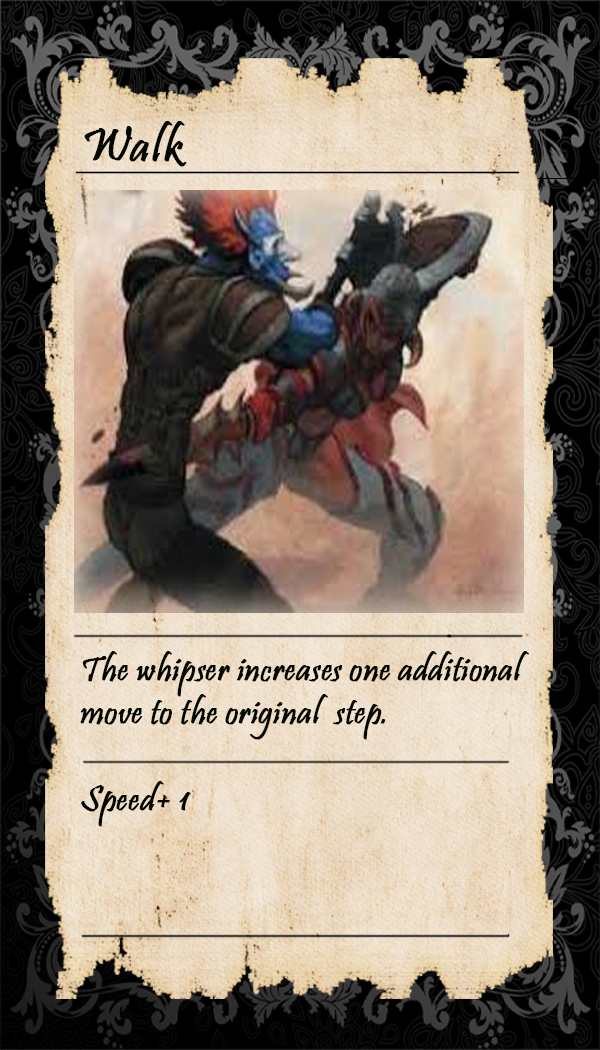 Walk
The whipser increases one additional
move to the original step.
Speed+ 1